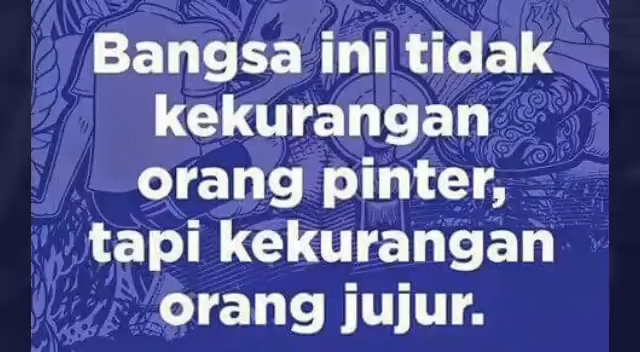 Bangsa ini tidak
kekurangan
orang pinter,
tapi kekurangan
orang jujur.